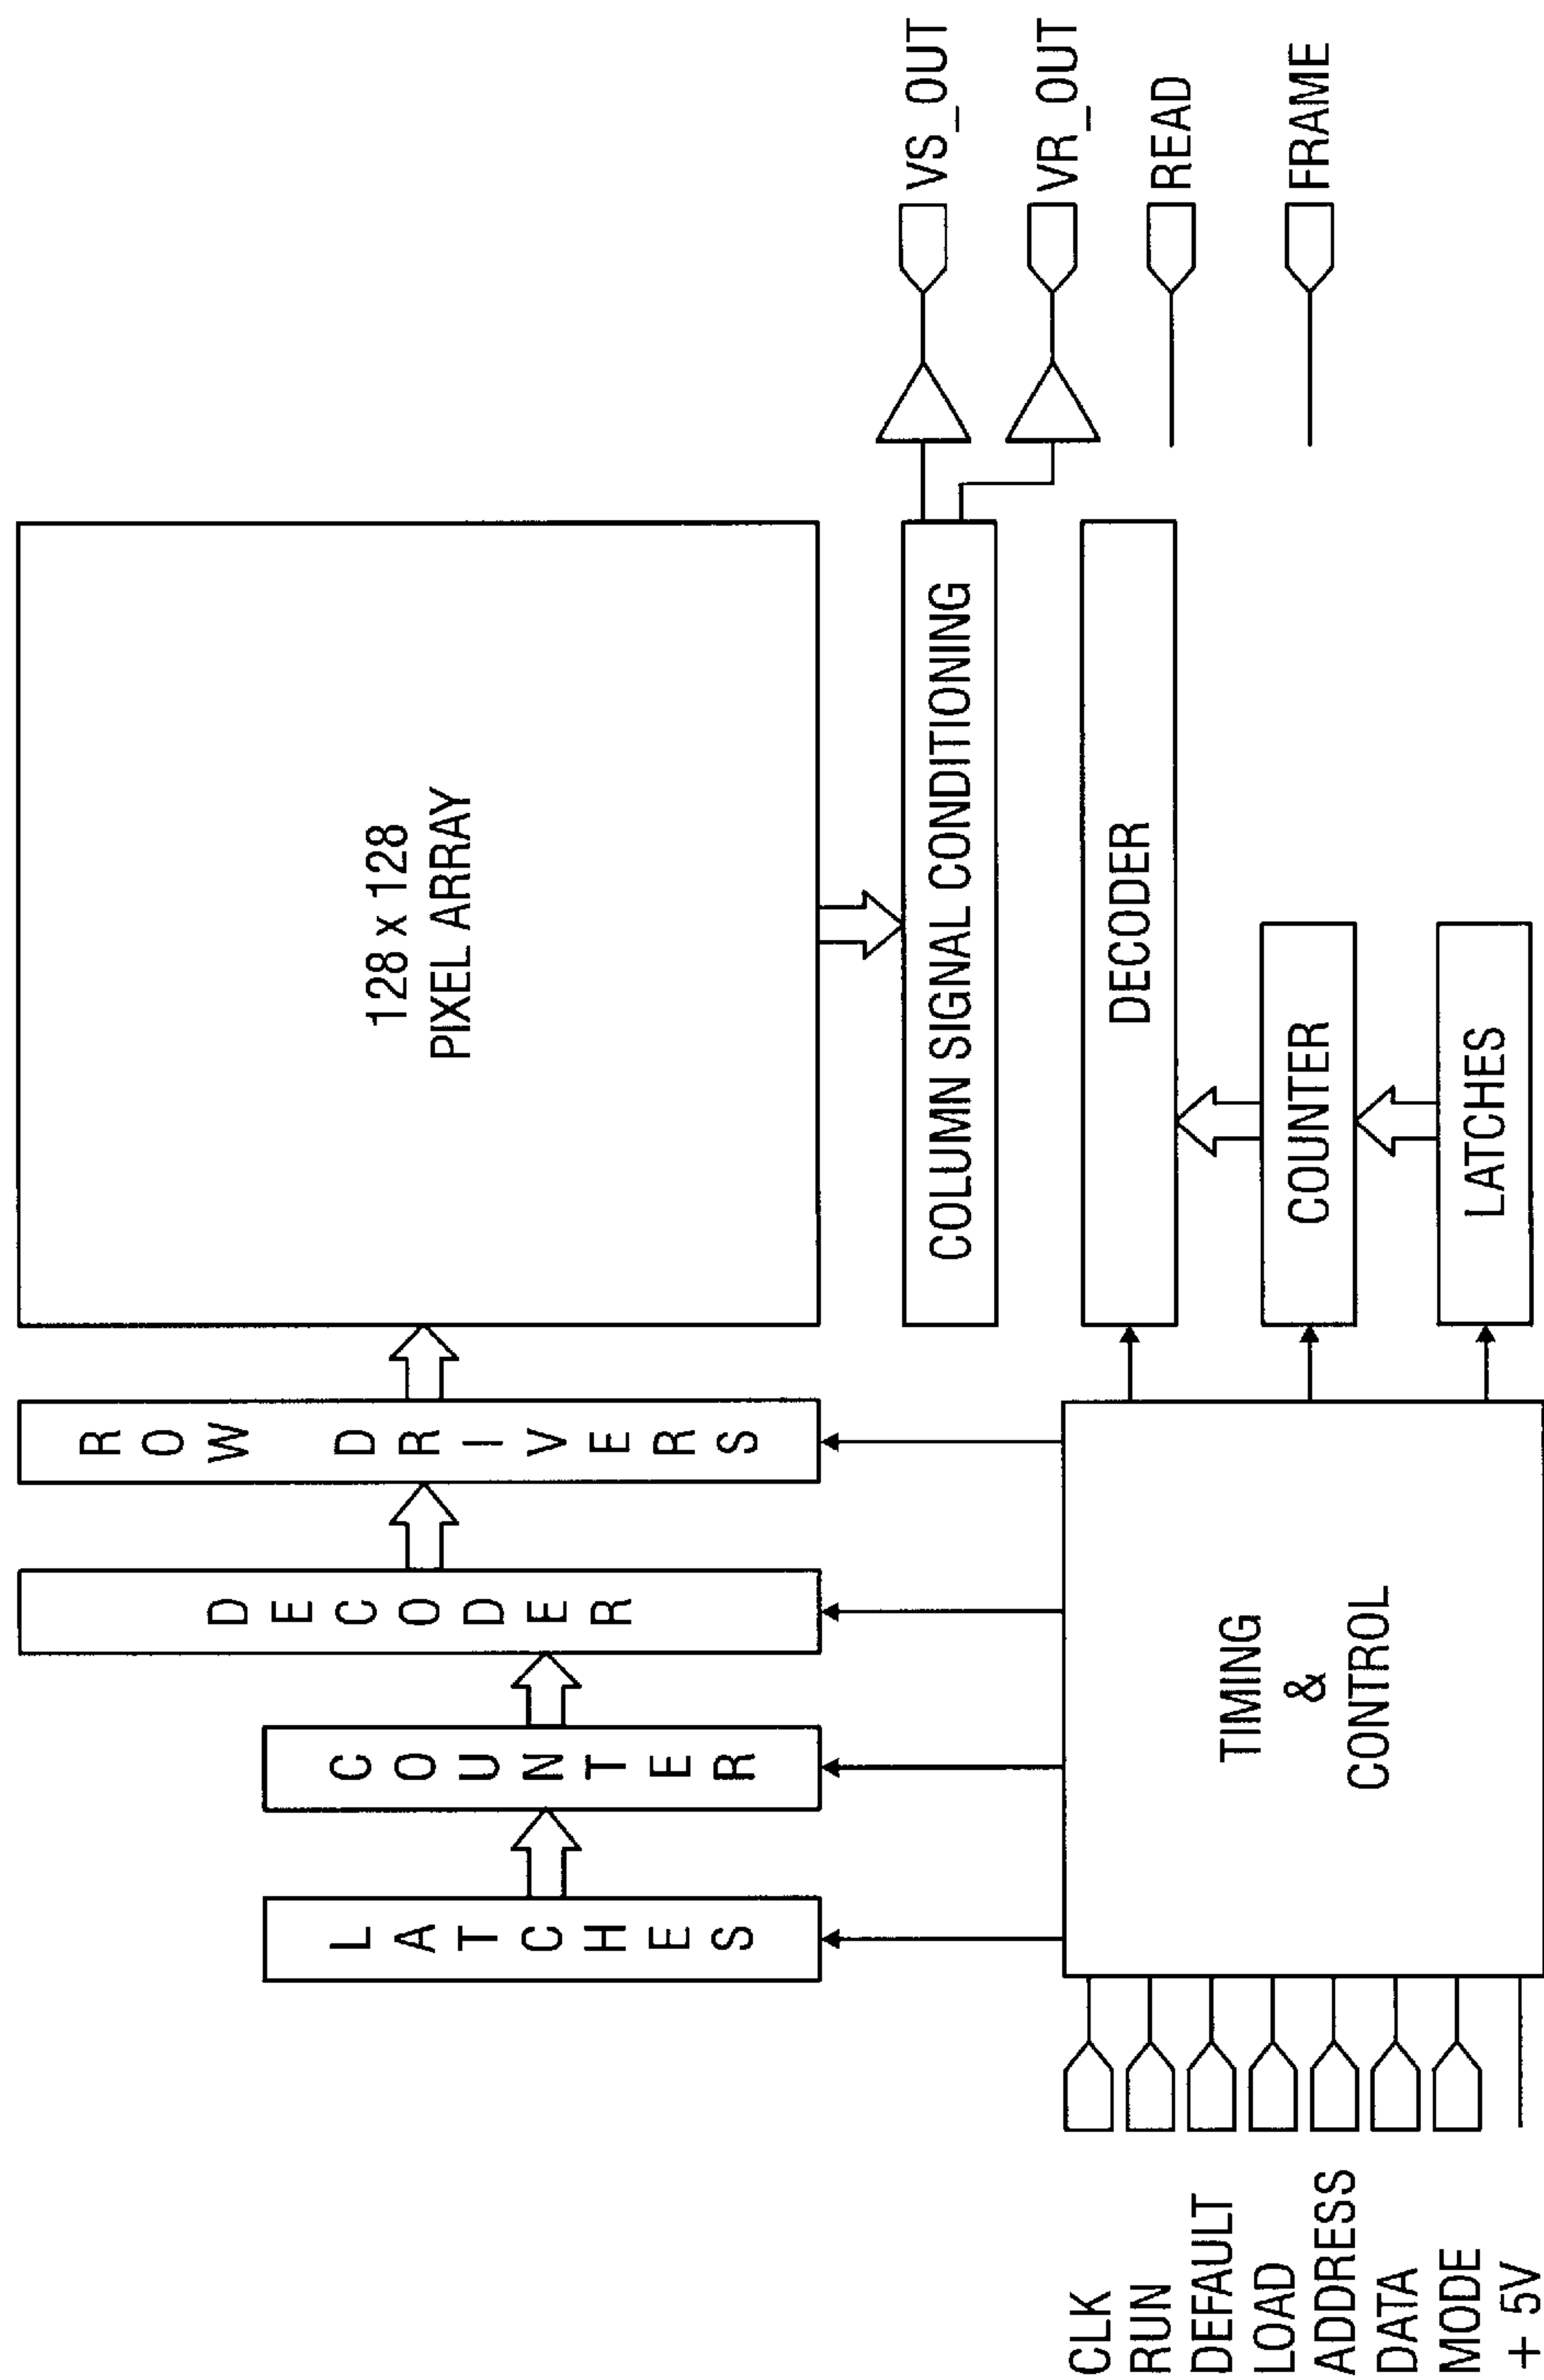 128 x 128
PIXEL ARRAY
ROW DRIVERS
DECODER
COUNTER
LATCHES
COLUMN SIGNAL CONDITIONING
VS_OUT
VR_OUT
READ
FRAME
DECODER
COUNTER
LATCHES
TIMING
&
CONTROL
CLK
RUN
DEFAULT
LOAD
ADDRESS
DATA
MODE
+ 5V